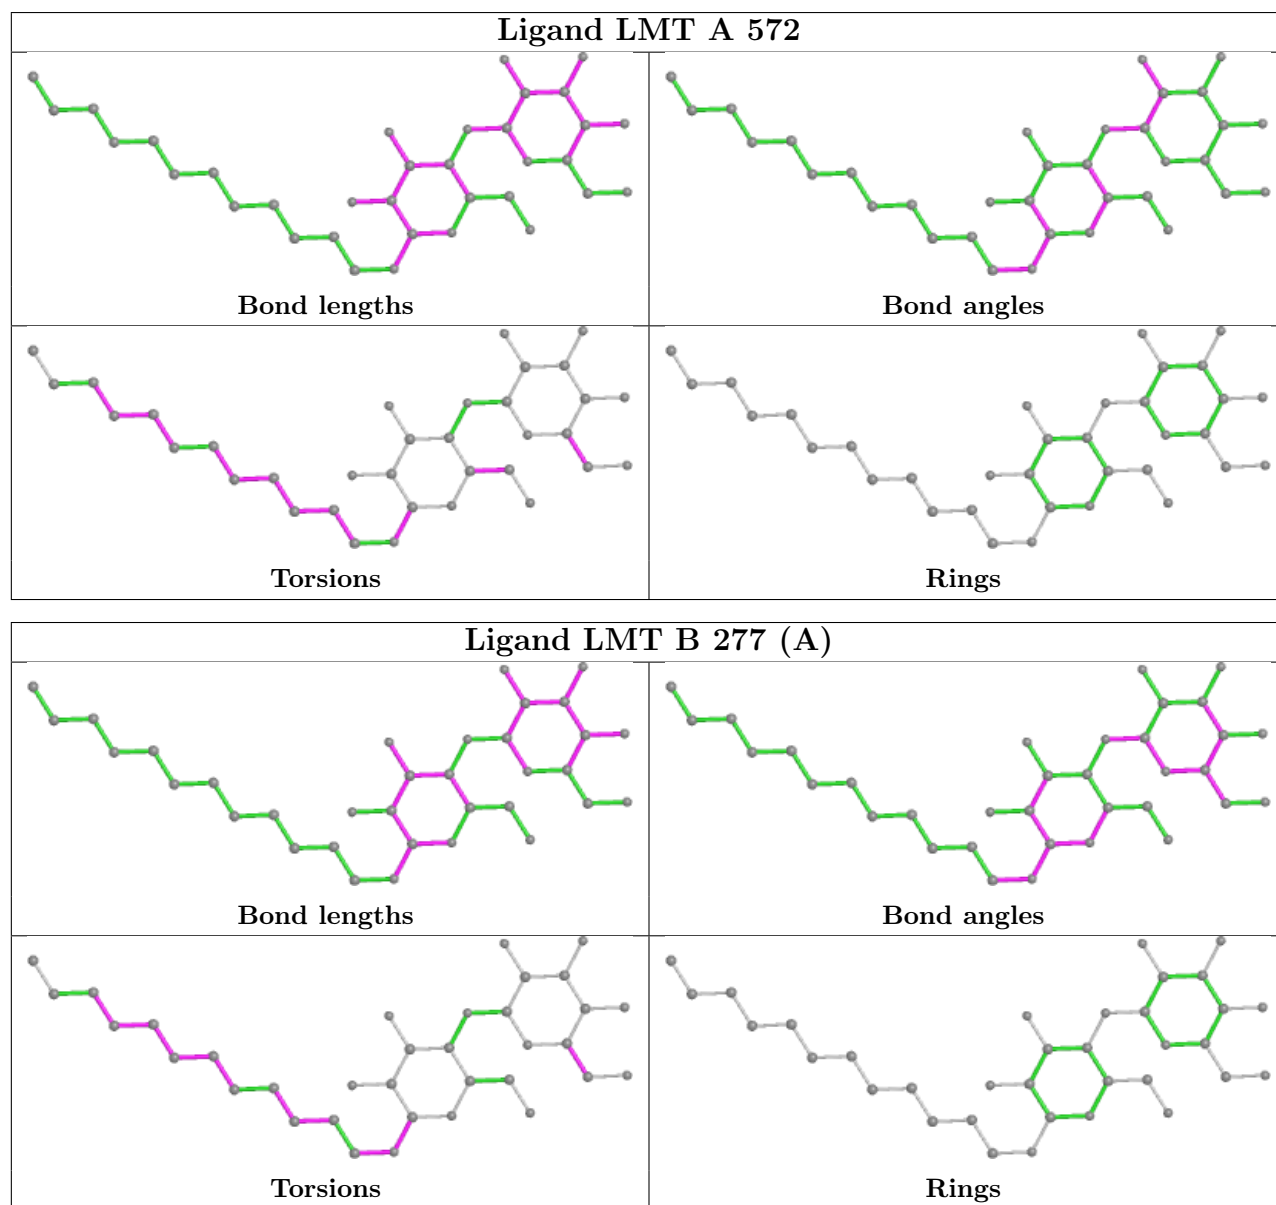 Ligand LMT A 572
Bond lengths
Bond angles
Torsions
Rings
Ligand LMT B 277 (A)
Bond lengths
Bond angles
Torsions
Rings